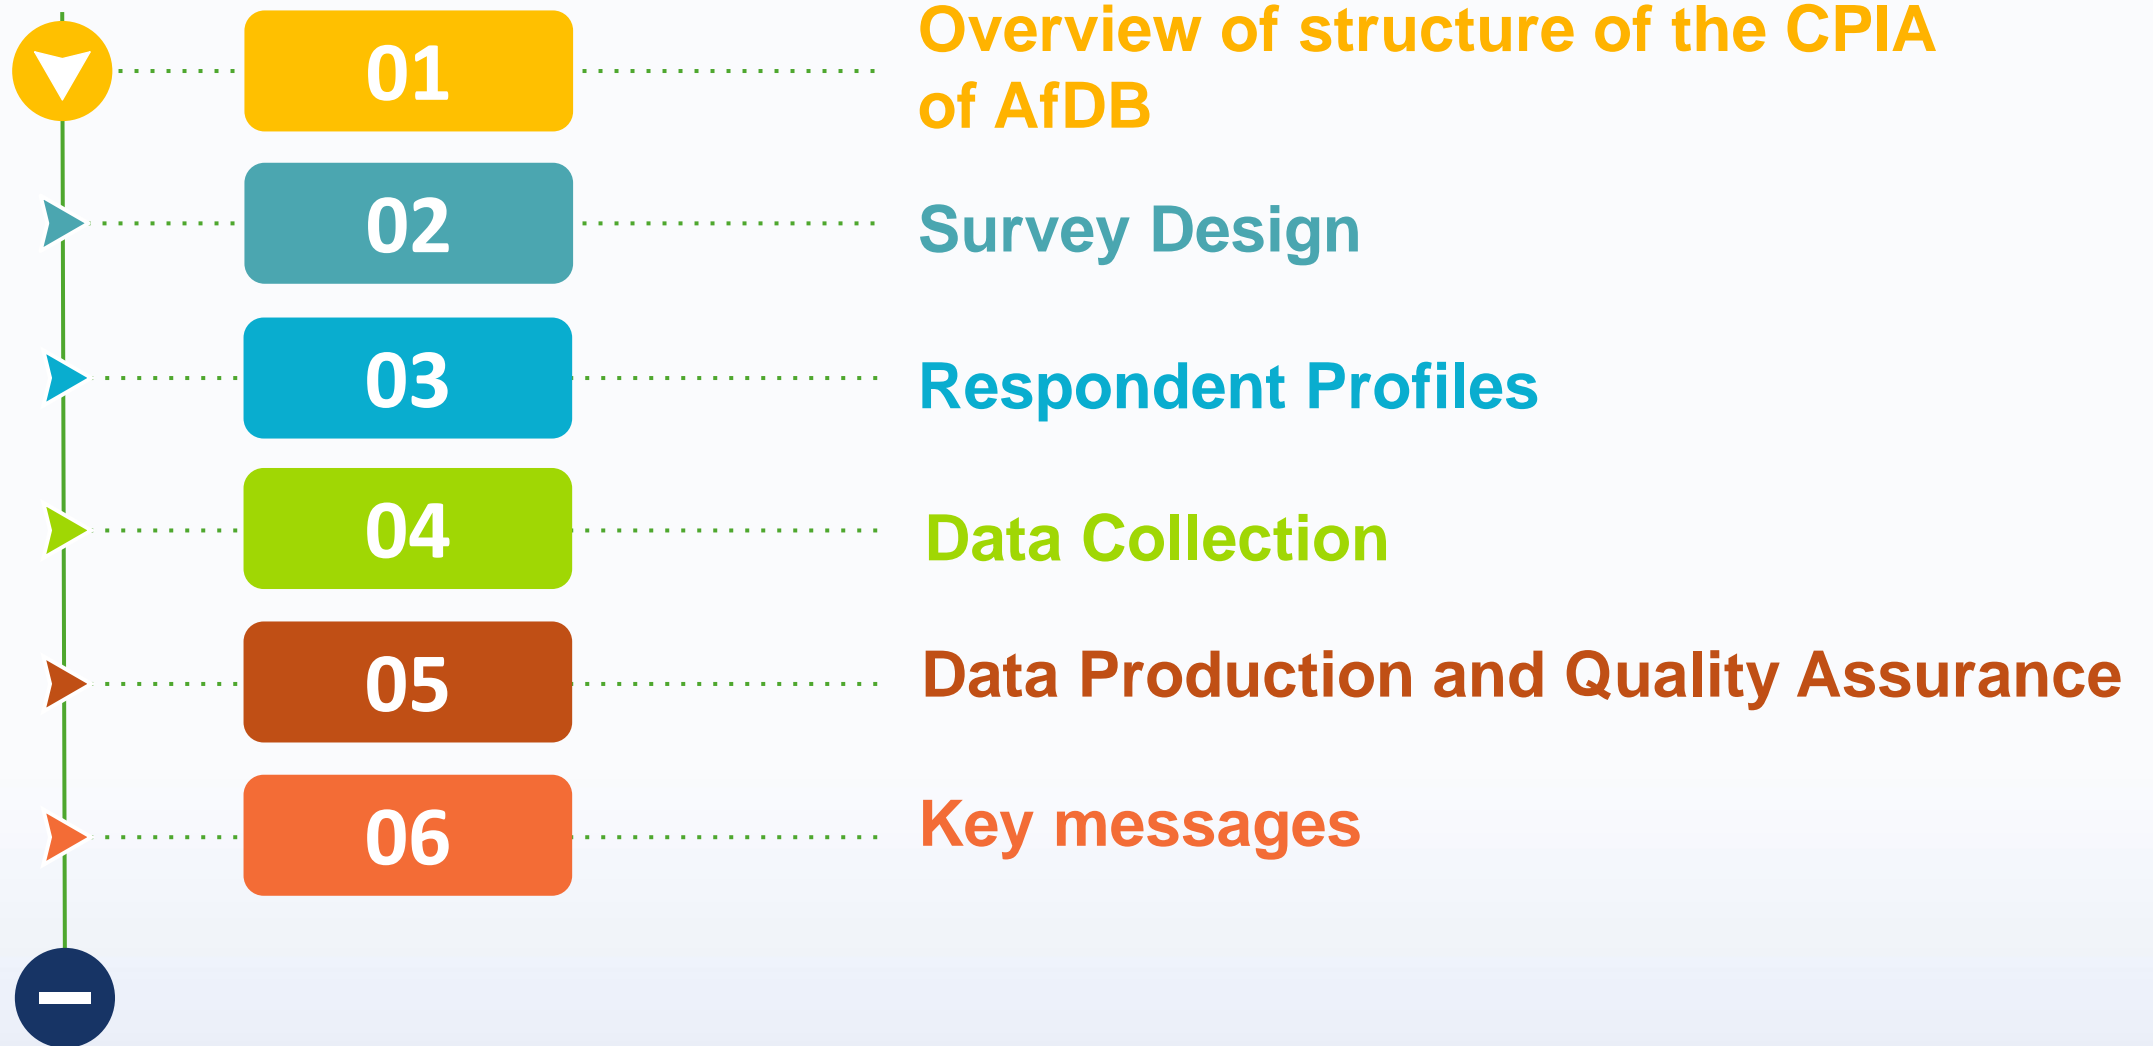 01
Overview of structure of the CPIA
of AfDB
02
Survey Design
03
Respondent Profiles
04
Data Collection
05
Data Production and Quality Assurance
06
Key messages